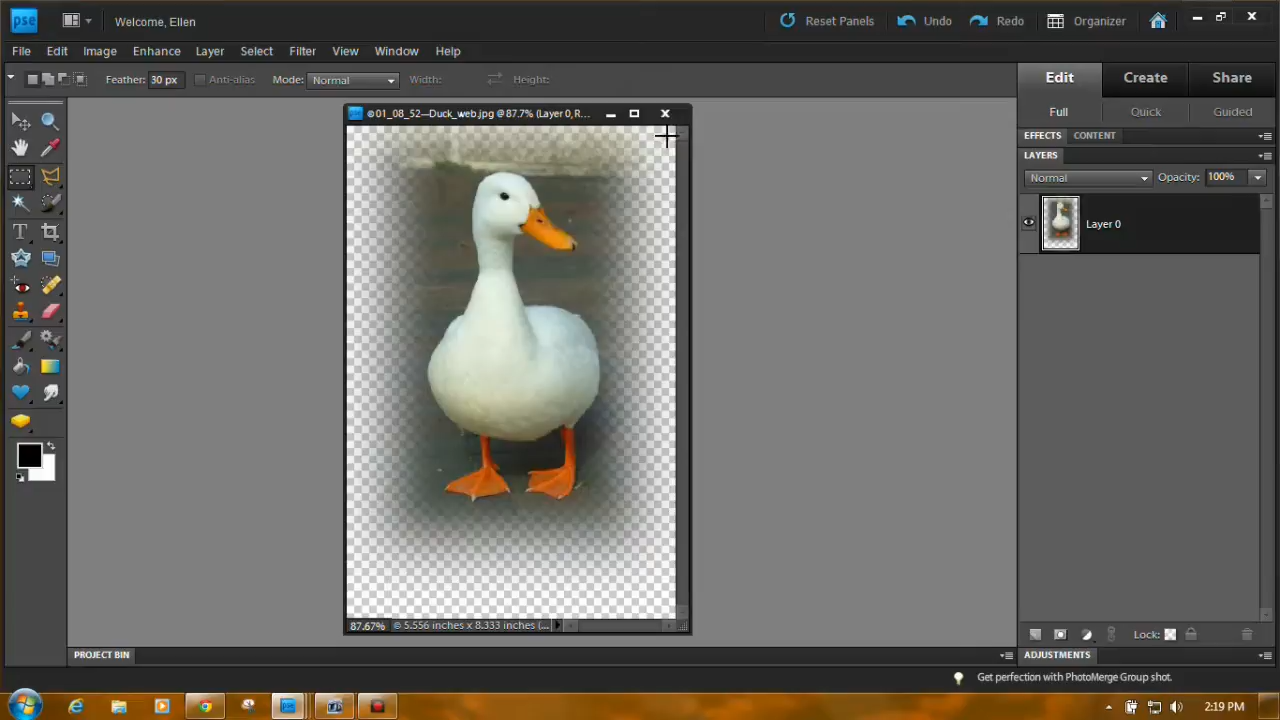 pse
Welcome, Ellen
Reset Panels
Undo
Redo
Organizer
File Edit Image Enhance Layer Select Filter View Window Help
Feather: 30 px
Anti-alias
Mode: Normal
Width:
Height:
Edit Create Share
Full Quick Guided
EFFECTS CONTENT
LAYERS
Normal
Opacity: 100%
Layer 0
©01_08_52---Duck_web.jpg @ 87.7% (Layer 0,R...
87.67%
© 5.556 inches x 8.333 inches (...
Lock:
PROJECT BIN
ADJUSTMENTS
Get perfection with PhotoMerge Group shot.
2:19 PM